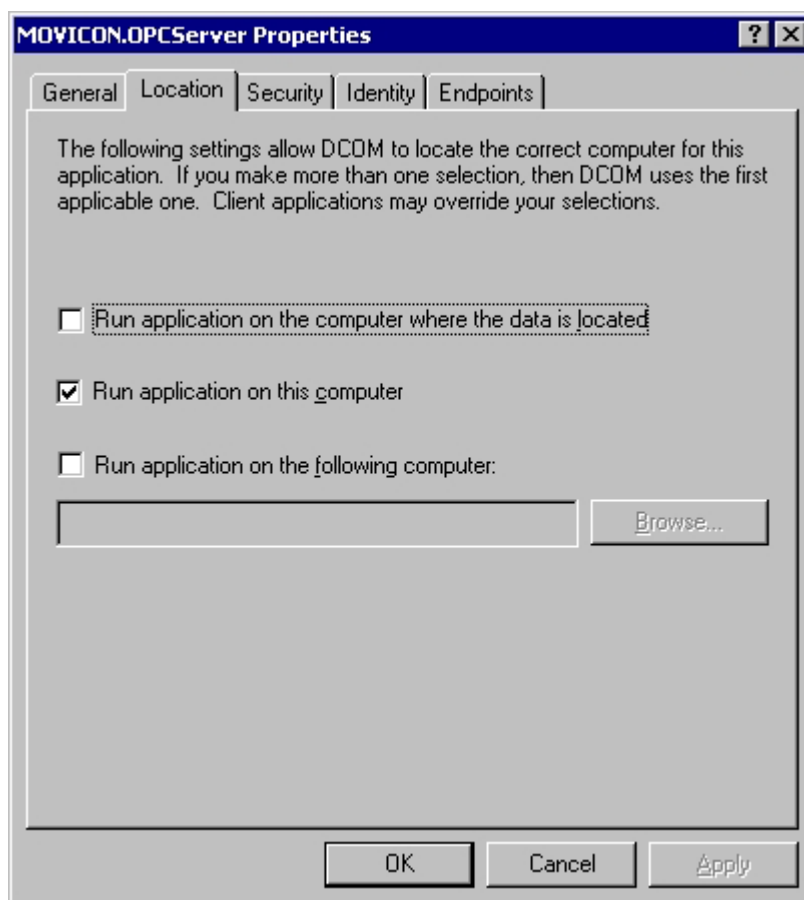 MOVICON.OPCServer Properties
General Location Security Identity Endpoints
The following settings allow DCOM to locate the correct computer for this
application. If you make more than one selection, then DCOM uses the first
applicable one. Client applications may override your selections.
Run application on the computer where the data is located
Run application on this computer
Run application on the following computer:
Browse...
OK Cancel Apply